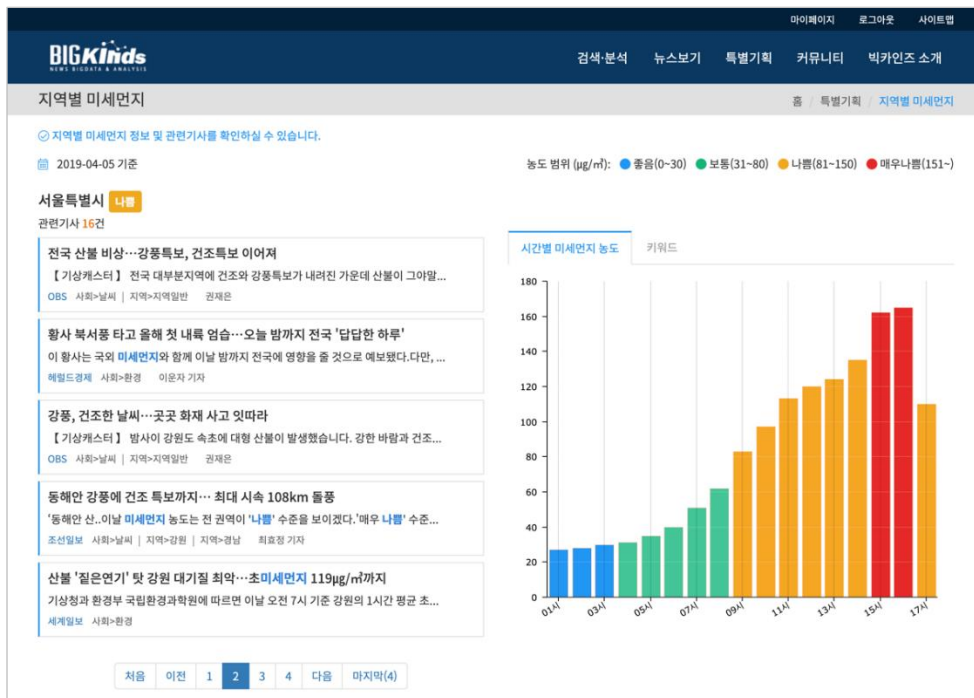 마이페이지 로그아웃 사이트맵
BIGKinds
NEWS BIGDATA & ANALYSIS
검색·분석 뉴스보기 특별기획 커뮤니티 빅카인즈 소개
지역별 미세먼지
홈 / 특별기획 / 지역별 미세먼지
지역별 미세먼지 정보 및 관련기사를 확인하실 수 있습니다.
2019-04-05 기준
농도 범위 (μg/㎥): 좋음(0~30) 보통(31~80) 나쁨(81~150) 매우나쁨(151~)
서울특별시 나쁨
관련기사 16건
전국 산불 비상…강풍특보, 건조특보 이어져
【 기상캐스터 】 전국 대부분지역에 건조와 강풍특보가 내려진 가운데 산불이 그야말...
OBS 사회>날씨 | 지역>지역일반 권재은
황사 북서풍 타고 올해 첫 내륙 엄습…오늘 밤까지 전국 '답답한 하루'
이 황사는 국외 미세먼지와 함께 이날 밤까지 전국에 영향을 줄 것으로 예보됐다.다만, ...
헤럴드경제 사회>환경 이운자 기자
강풍, 건조한 날씨…곳곳 화재 사고 잇따라
【 기상캐스터 】 밤사이 강원도 속초에 대형 산불이 발생했습니다. 강한 바람과 건조...
OBS 사회>날씨 | 지역>지역일반 권재은
동해안 강풍에 건조 특보까지… 최대 시속 108km 돌풍
'동해안 산..이날 미세먼지 농도는 전 권역이 '나쁨' 수준을 보이겠다.'매우 나쁨' 수준...
조선일보 사회>날씨 | 지역>강원 | 지역>경남 최효정 기자
산불 '짙은연기' 탓 강원 대기질 최악…초미세먼지 119μg/㎥까지
기상청과 환경부 국립환경과학원에 따르면 이날 오전 7시 기준 강원의 1시간 평균 초...
세계일보 사회>환경
처음 이전 1 2 3 4 다음 마지막(4)
시간별 미세먼지 농도 키워드
180
160
140
120
100
80
60
40
20
0
01시 03시 05시 07시 09시 11시 13시 15시 17시